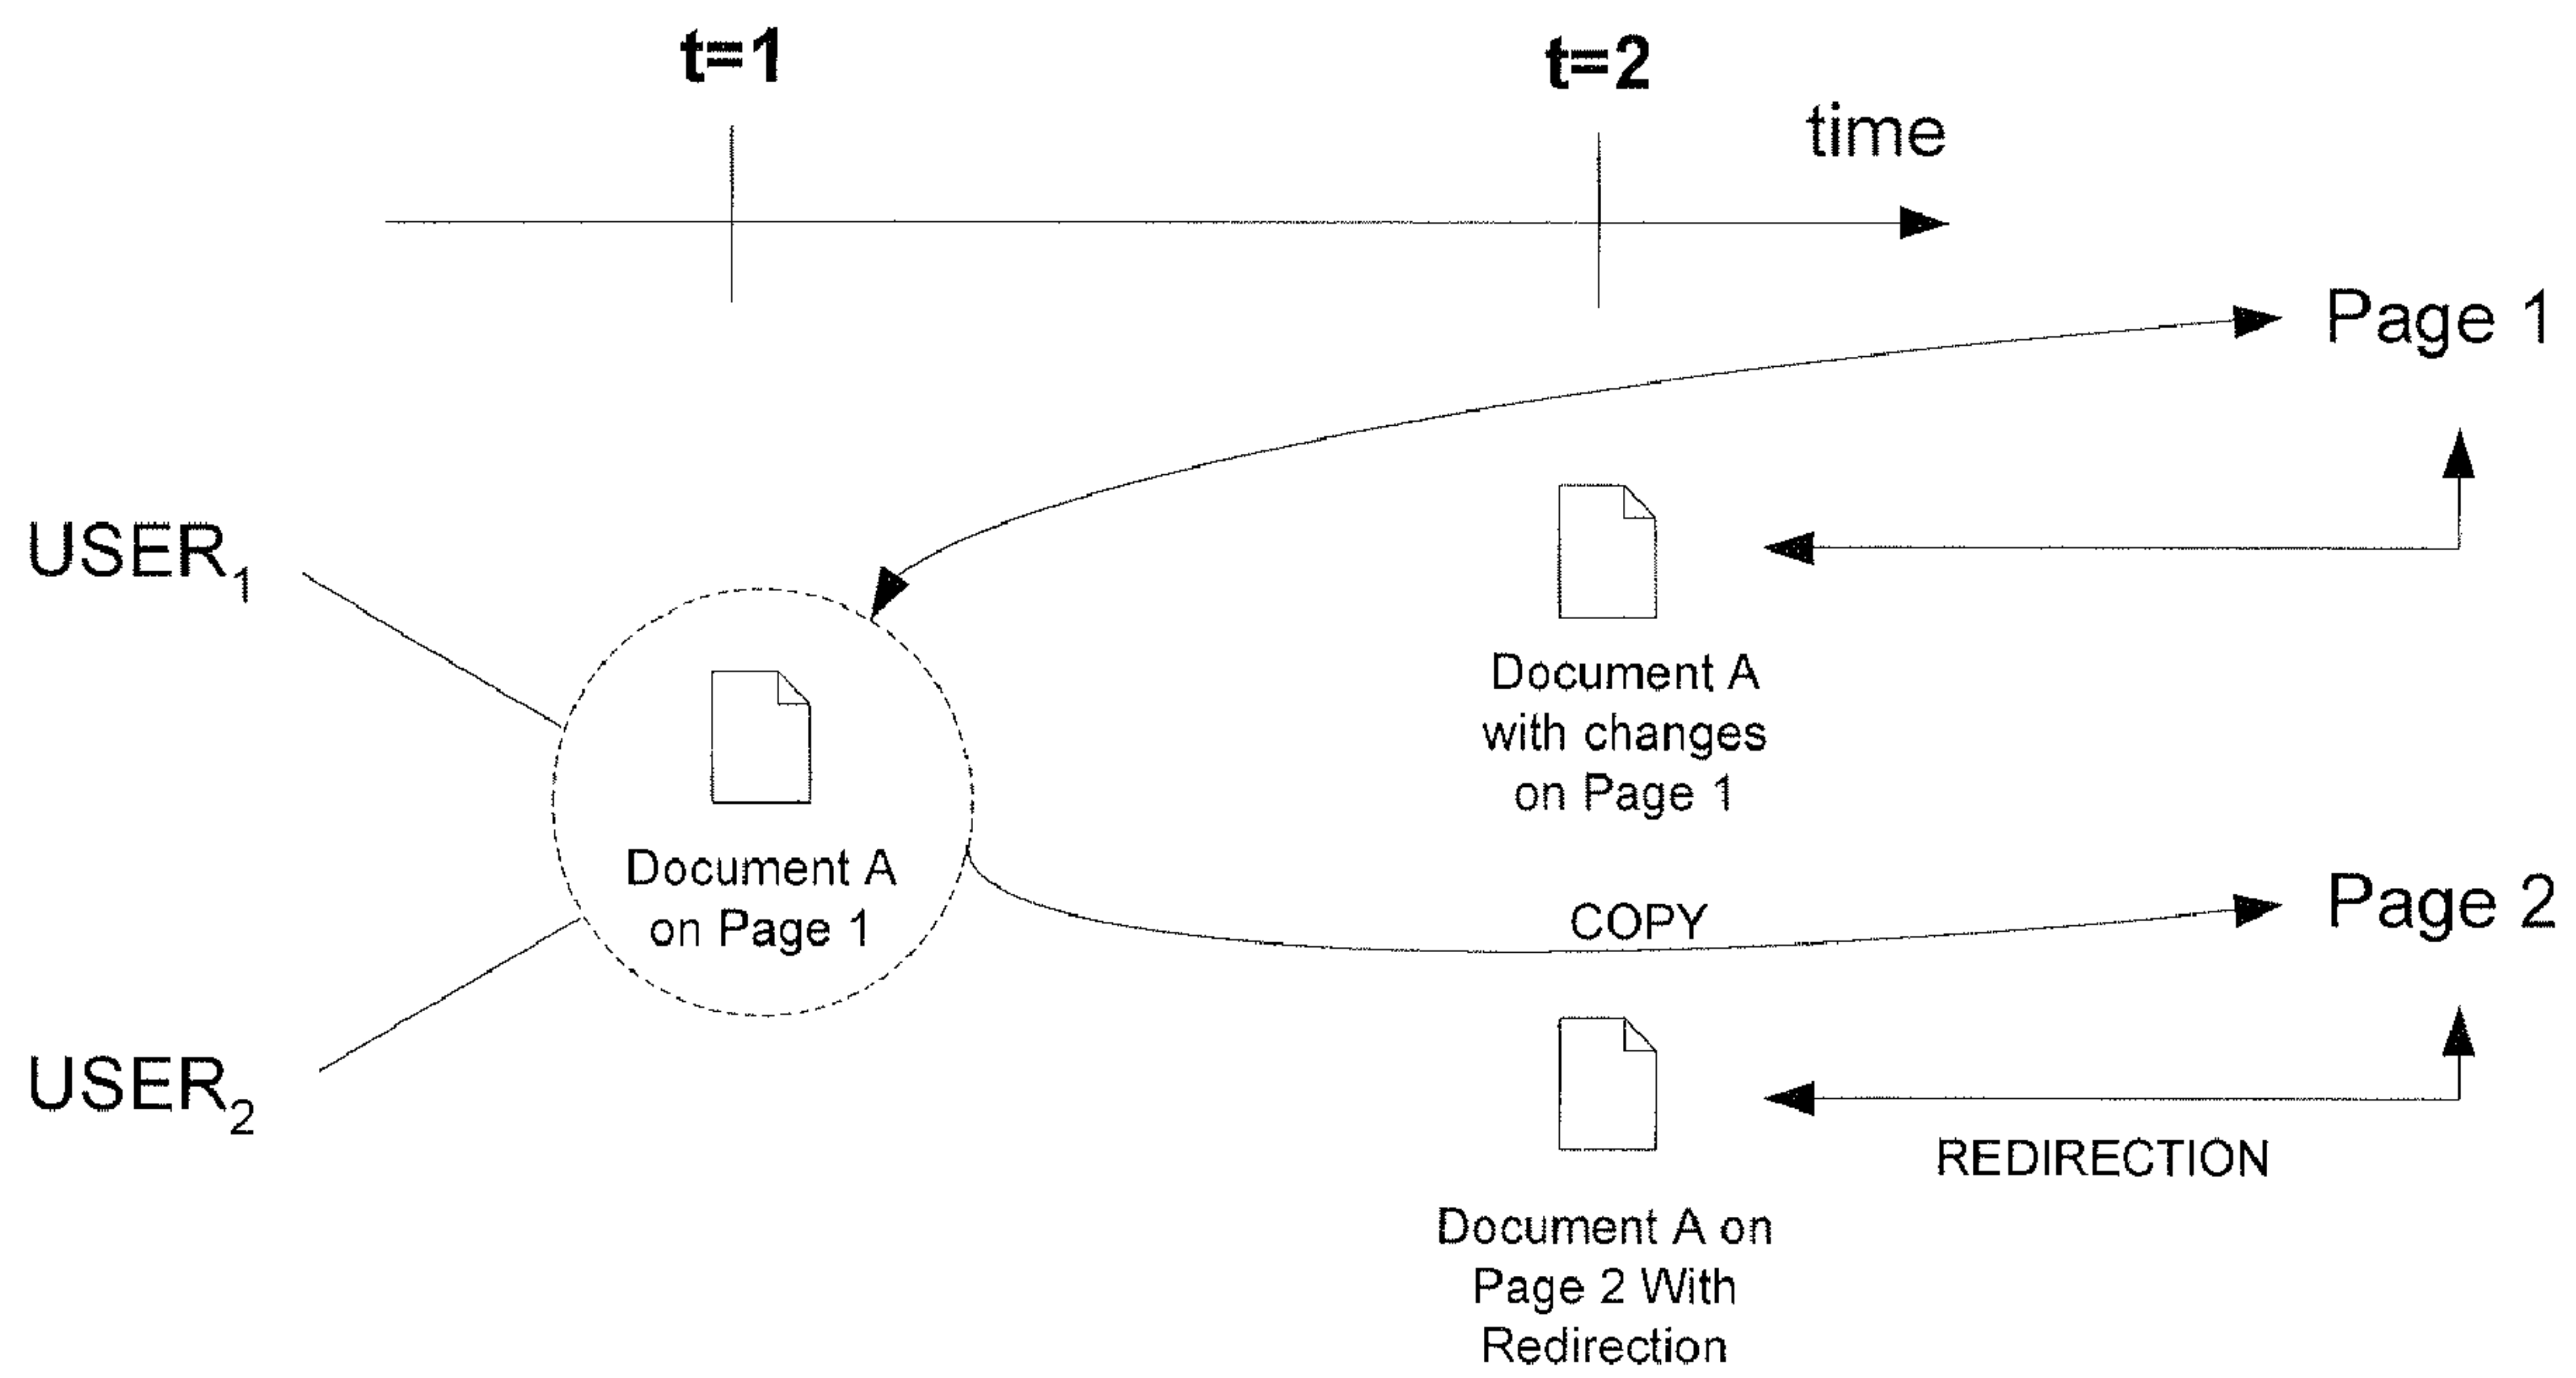 t=1
t=2
time
Page 1
USER1
Document A
with changes
on Page 1
Document A
on Page 1
COPY
Page 2
USER2
REDIRECTION
Document A on
Page 2 With
Redirection